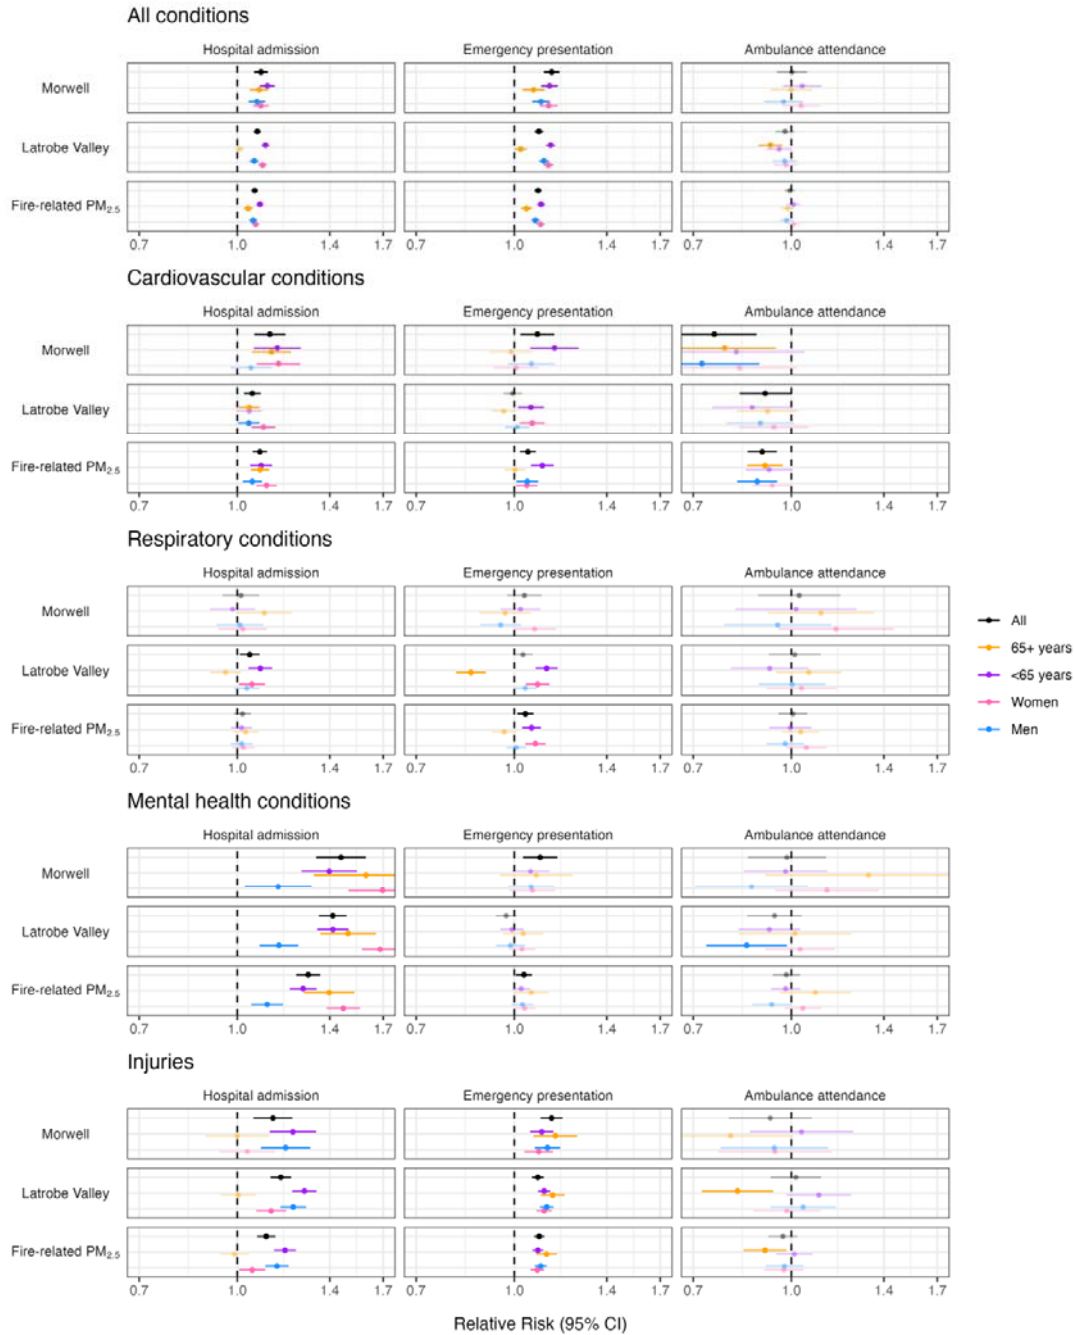 All conditions
Hospital admission Emergency presentation Ambulance attendance
Morwell
Latrobe Valley
Fire-related PM2.5
0.7 1.0 1.4 1.7 0.7 1.0 1.4 1.7 0.7 1.0 1.4 1.7
Cardiovascular conditions
Hospital admission Emergency presentation Ambulance attendance
Morwell
Latrobe Valley
Fire-related PM2.5
0.7 1.0 1.4 1.7 0.7 1.0 1.4 1.7 0.7 1.0 1.4 1.7
Respiratory conditions
Hospital admission Emergency presentation Ambulance attendance
Morwell
Latrobe Valley
Fire-related PM2.5
0.7 1.0 1.4 1.7 0.7 1.0 1.4 1.7 0.7 1.0 1.4 1.7
All
65+ years
<65 years
Women
Men
Mental health conditions
Hospital admission Emergency presentation Ambulance attendance
Morwell
Latrobe Valley
Fire-related PM2.5
0.7 1.0 1.4 1.7 0.7 1.0 1.4 1.7 0.7 1.0 1.4 1.7
Injuries
Hospital admission Emergency presentation Ambulance attendance
Morwell
Latrobe Valley
Fire-related PM2.5
0.7 1.0 1.4 1.7 0.7 1.0 1.4 1.7 0.7 1.0 1.4 1.7
Relative Risk (95% CI)